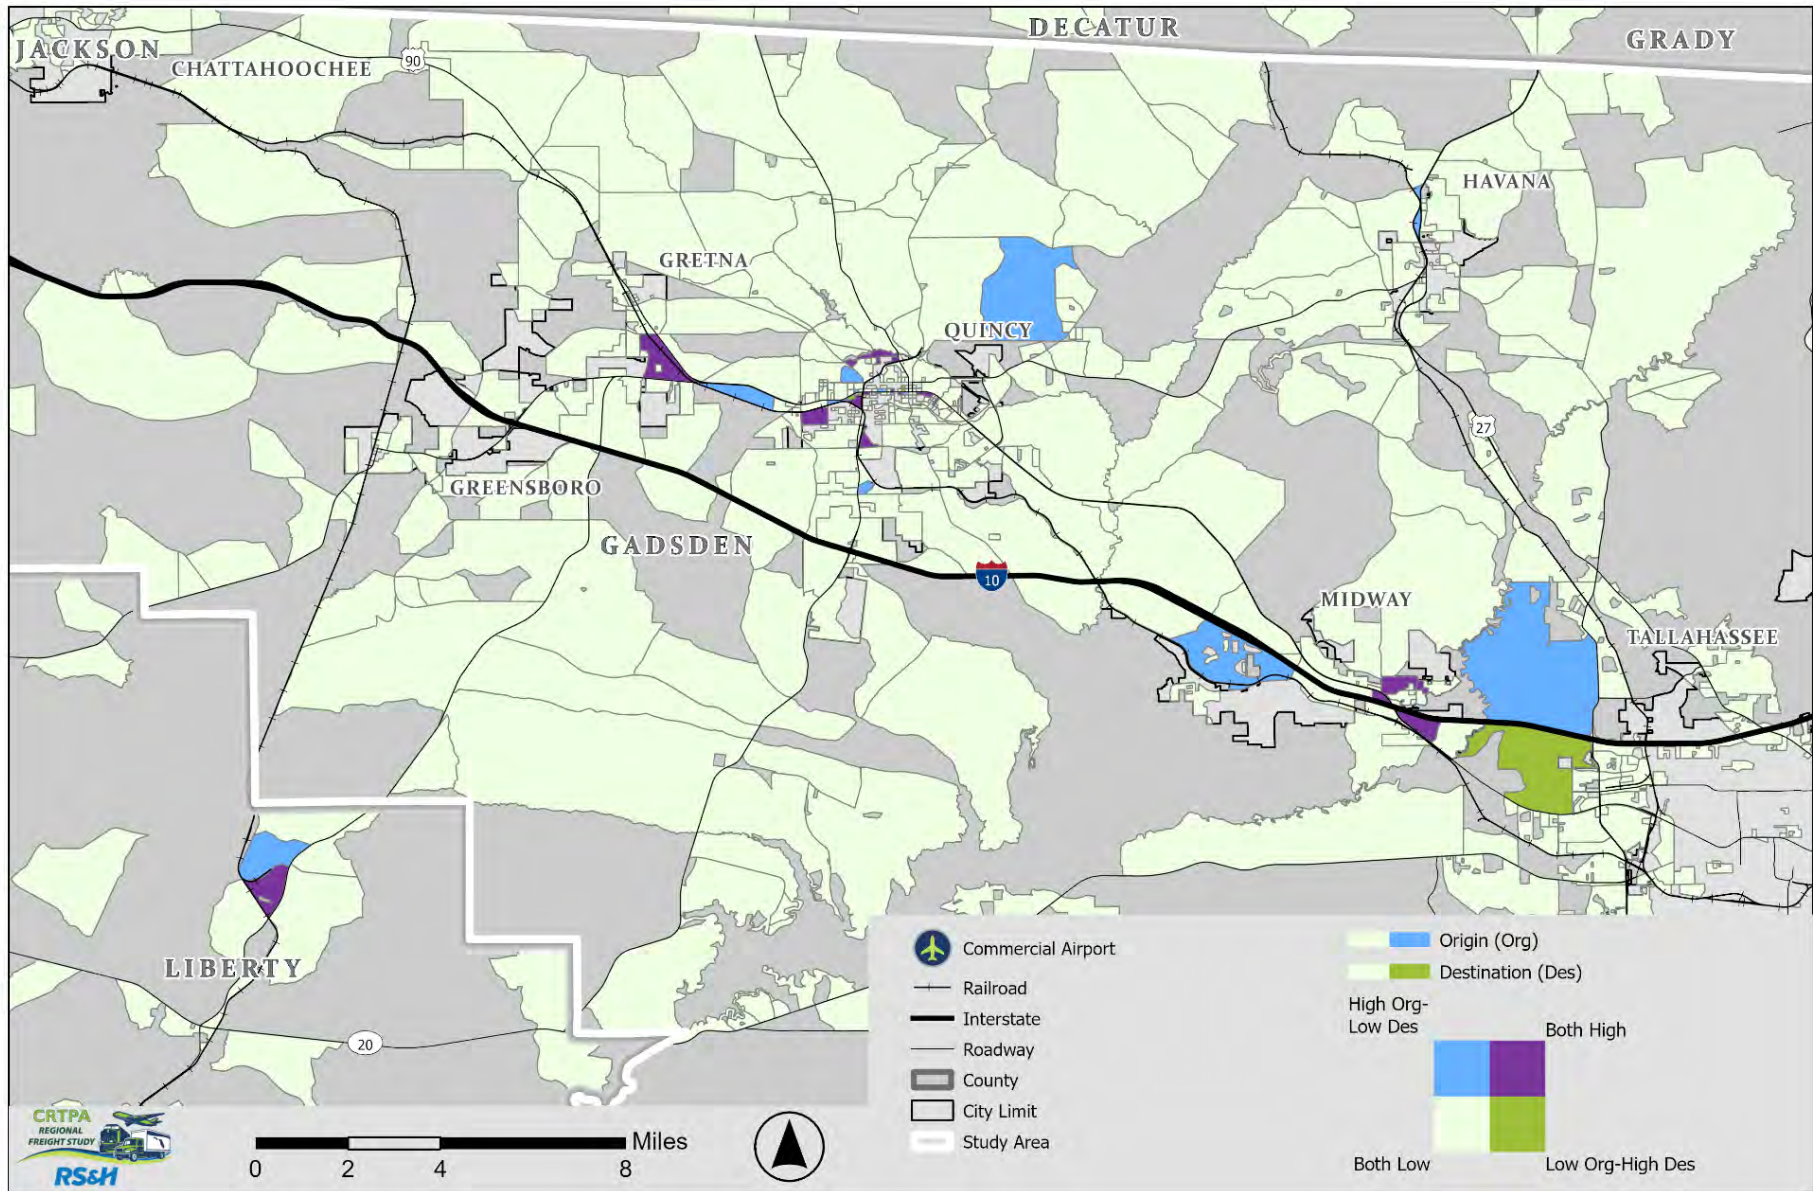 DECATUR
GRADY
JACKSON
CHATTAHOOCHEE
90
HAVANA
GRETNA
QUINCY
27
GREENSBORO
GADSDEN
10
MIDWAY
TALLAHASSEE
LIBERTY
20
Commercial Airport
Railroad
Interstate
Roadway
County
City Limit
Study Area
Origin (Org)
Destination (Des)
High Org-
Low Des
Both High
Both Low
Low Org-High Des
CRTPA
REGIONAL
FREIGHT STUDY
RS&H
Miles
0 2 4 8